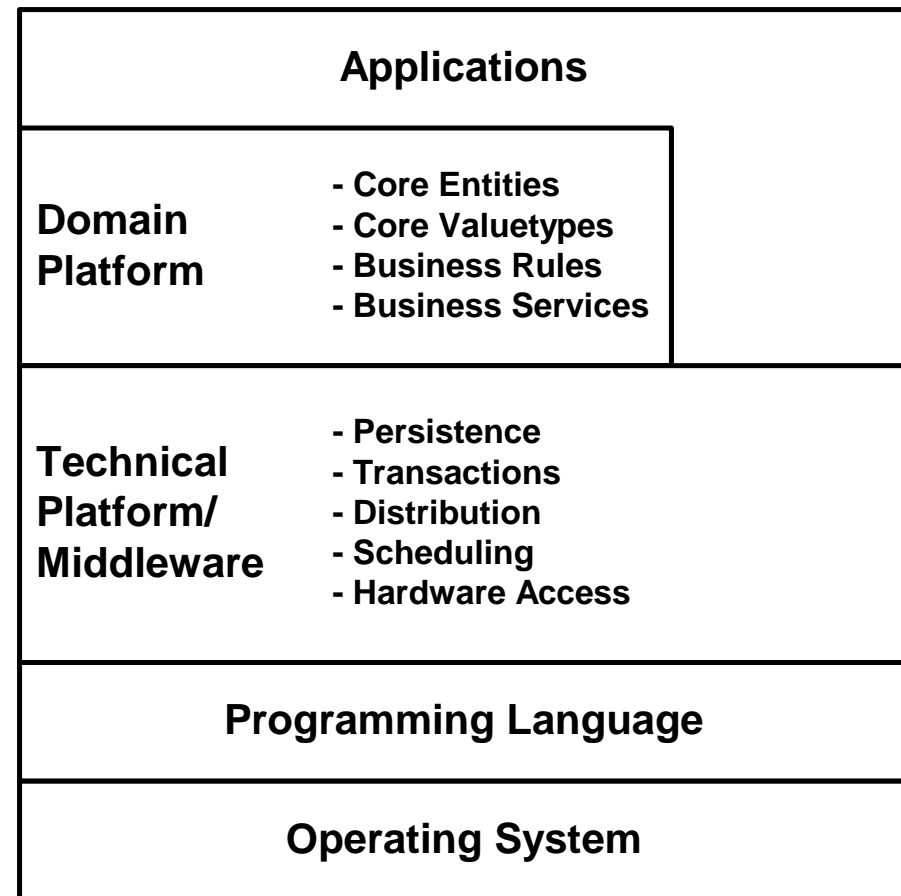 Applications
Domain
Platform
- Core Entities
- Core Valuetypes
- Business Rules
- Business Services
Technical
Platform/
Middleware
- Persistence
- Transactions
- Distribution
- Scheduling
- Hardware Access
Programming Language
Operating System